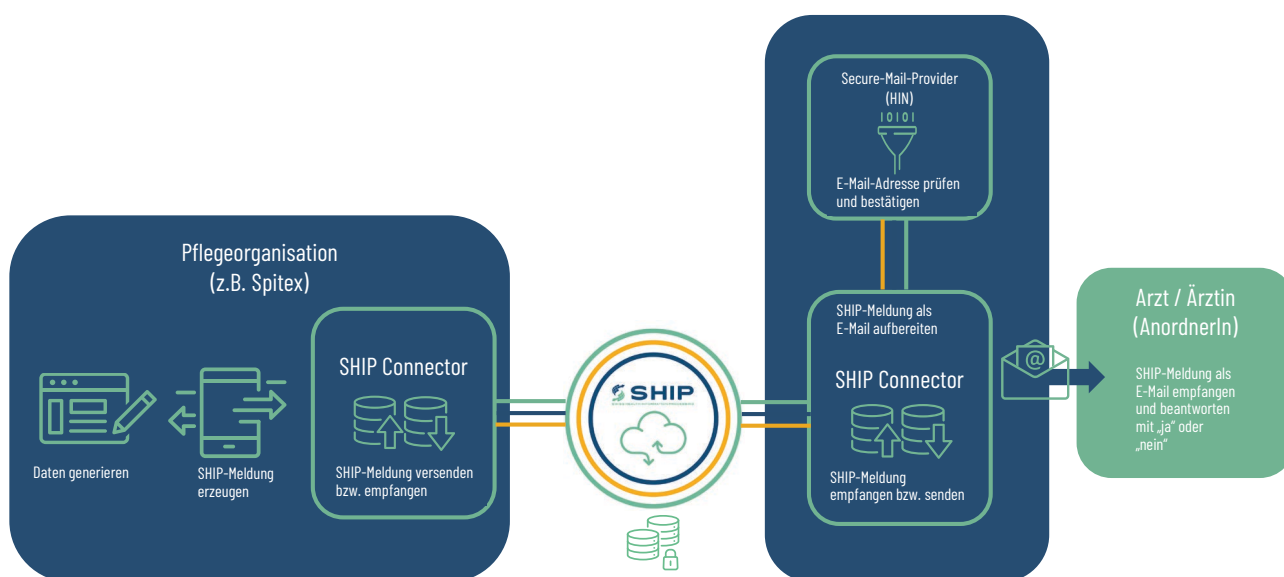 Pflegeorganisation
(z.B. Spitex)
Daten generieren
SHIP-Meldung
erzeugen
SHIP Connector
SHIP-Meldung versenden
bzw. empfangen
SHIP
Secure-Mail-Provider
(HIN)
10101
E-Mail-Adresse prüfen
und bestätigen
SHIP-Meldung als
E-Mail aufbereiten
SHIP Connector
SHIP-Meldung
empfangen bzw. senden
@
Arzt / Ärztin
(AnordnerIn)
SHIP-Meldung als
E-Mail empfangen
und beantworten
mit „ja“ oder
„nein“